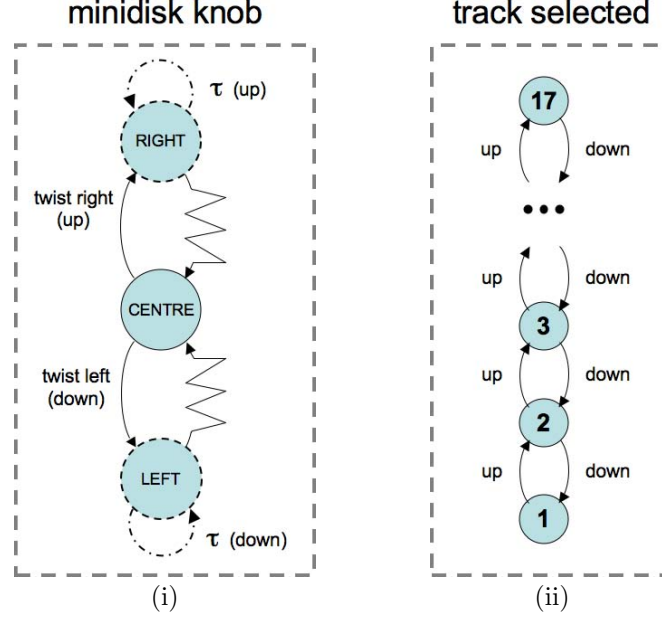 minidisk knob
τ (up)
RIGHT
twist right
(up)
CENTRE
twist left
(down)
LEFT
τ (down)
(i)
track selected
17
up down
•••
up down
3
up down
2
up down
1
(ii)